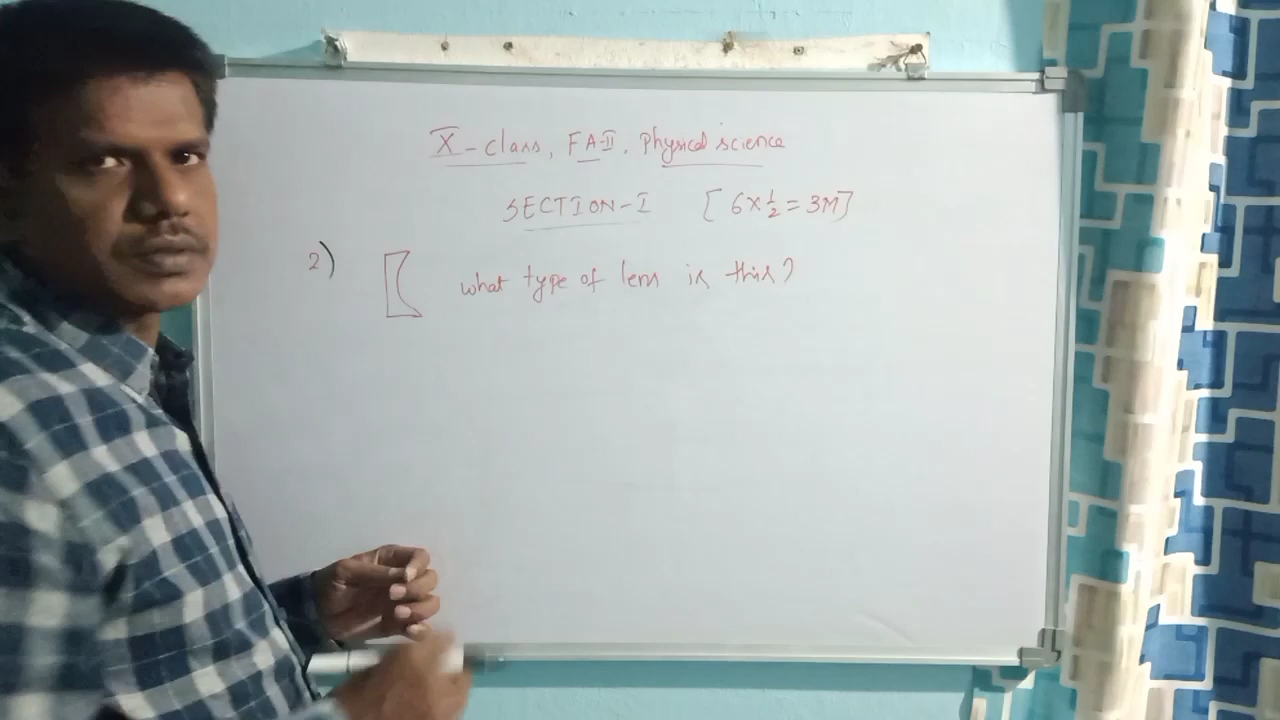 X - class, FA-II, Physical science
SECTION-I [6 X 1/2 = 3M]
2) what type of lens is this?